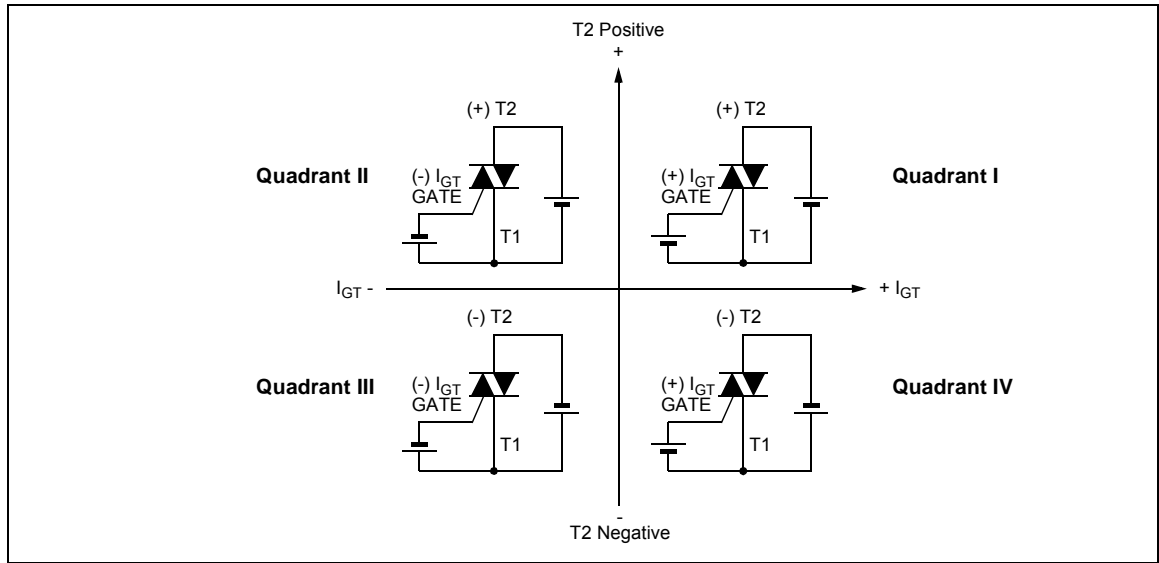 T2 Positive
+
(+) T2
(+) T2
Quadrant II
(-) IGT
GATE
(+) IGT
GATE
Quadrant I
T1
T1
IGT -
+ IGT
(-) T2
(-) T2
Quadrant III
(-) IGT
GATE
(+) IGT
GATE
Quadrant IV
T1
T1
-
T2 Negative